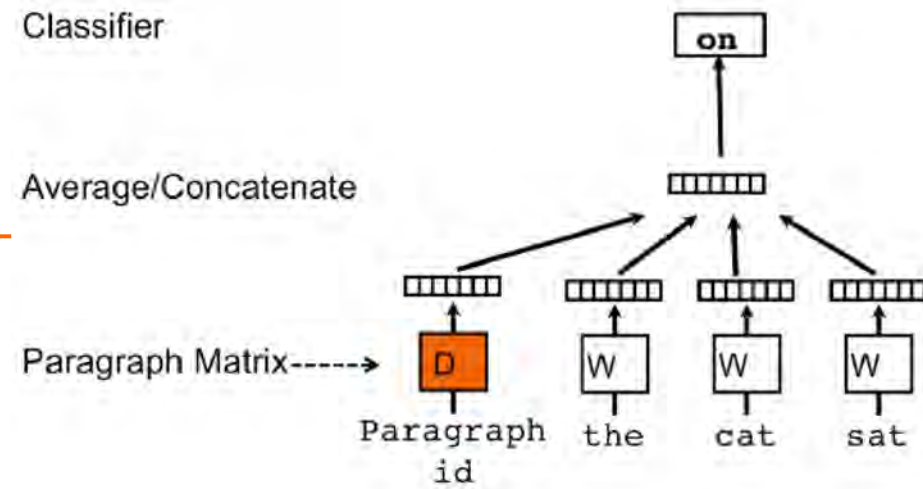 Classifier
on
Average/Concatenate
Paragraph Matrix
D
W
W
W
Paragraph
id
the
cat
sat